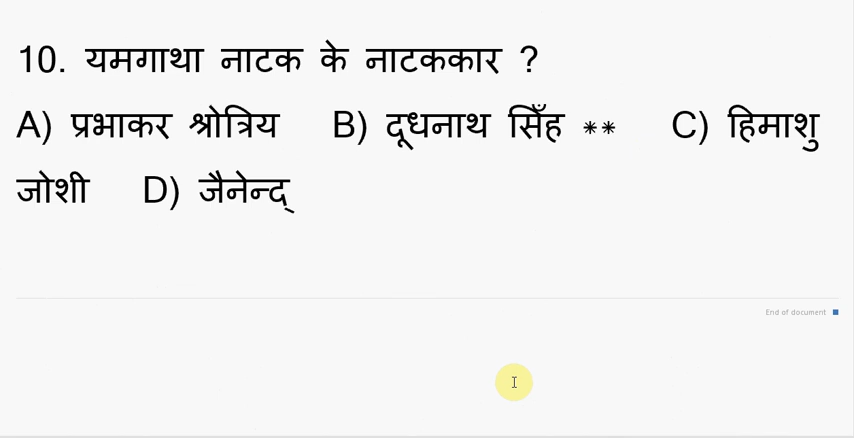 10. यमगाथा नाटक के नाटककार ?
A) प्रभाकर श्रोत्रिय B) दूधनाथ सिँह ** C) हिमाशु
जोशी D) जैनेन्द्
End of document